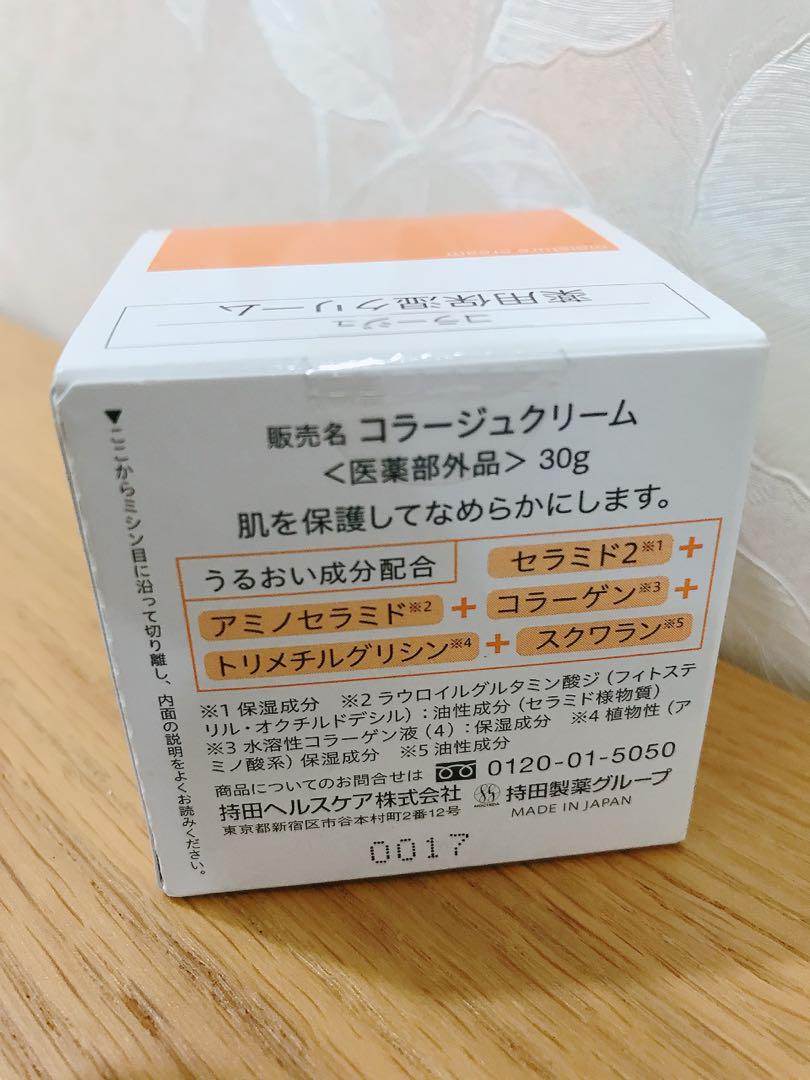 moisture cream
コラージュ
薬用保湿クリーム
▼ここからミシン目に沿って切り離し、内面の説明をよくお読みください。
販売名 コラージュクリーム
<医薬部外品> 30g
肌を保護してなめらかにします。
うるおい成分配合 セラミド2※1 +
アミノセラミド※2 + コラーゲン※3 +
トリメチルグリシン※4 + スクワラン※5
※1 保湿成分 ※2 ラウロイルグルタミン酸ジ(フィトステ
リル・オクチルドデシル):油性成分(セラミド様物質)
※3 水溶性コラーゲン液(4):保湿成分 ※4 植物性(ア
ミノ酸系)保湿成分 ※5 油性成分
商品についてのお問合せは 0120-01-5050
持田ヘルスケア株式会社 持田製薬グループ
東京都新宿区市谷本村町2番12号 MADE IN JAPAN
0017